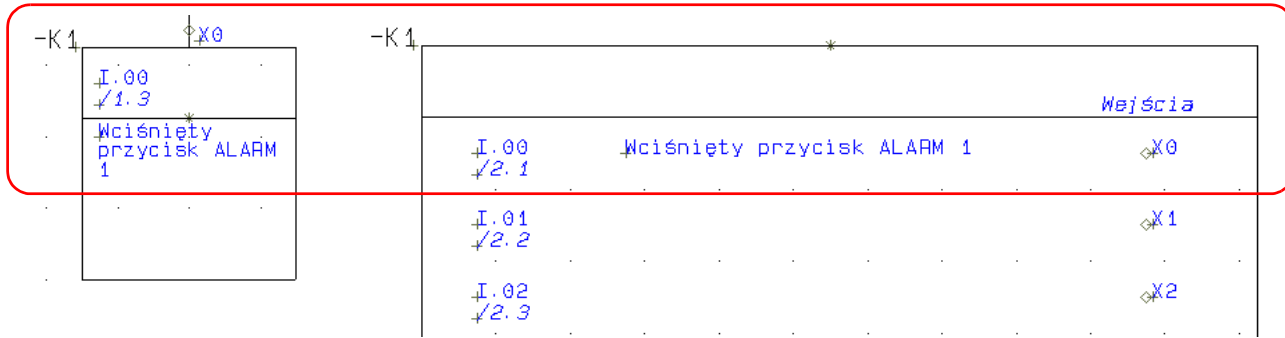 -K1
X0
I.00
/1.3
Wciśnięty
przycisk ALARM
1
-K1
Wejścia
I.00
Wciśnięty przycisk ALARM 1
X0
/2.1
I.01
X1
/2.2
I.02
X2
/2.3